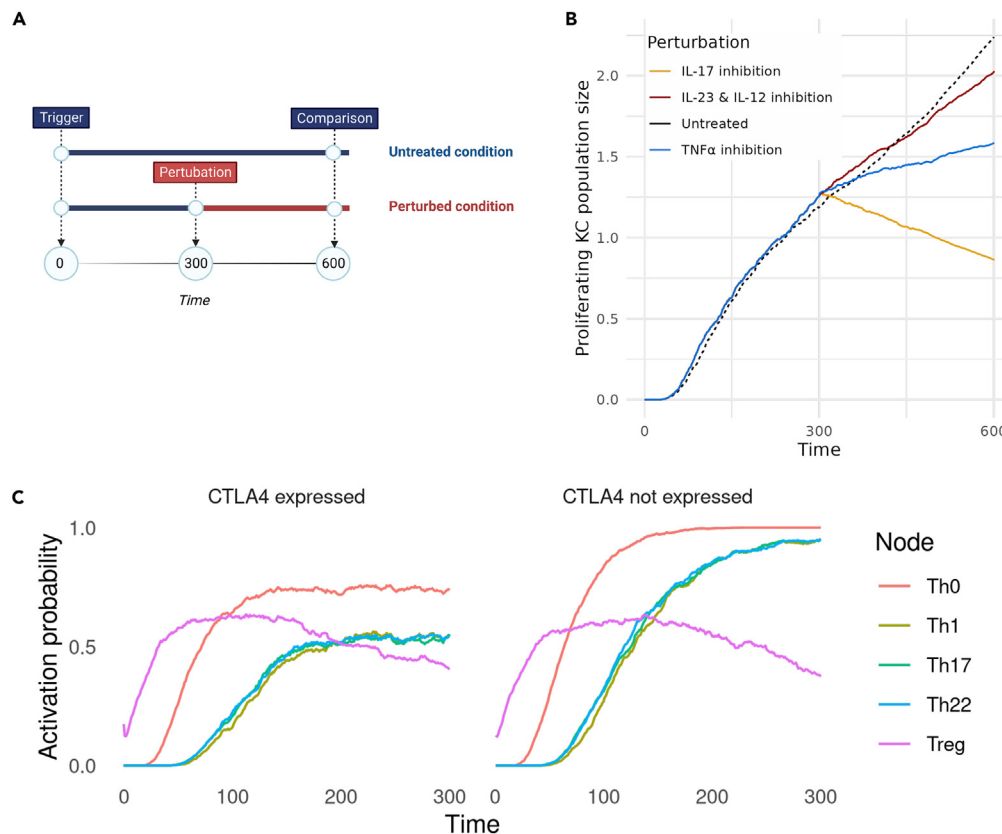 A
Trigger
Comparison
Untreated condition
Pertubation
Perturbed condition
0
300
600
Time
B
Perturbation
IL-17 inhibition
IL-23 & IL-12 inhibition
Untreated
TNFα inhibition
Proliferating KC population size
2.0
1.5
1.0
0.5
0.0
0
300
600
Time
C
CTLA4 expressed
CTLA4 not expressed
Activation probability
1.0
0.5
0.0
0
100
200
300
0
100
200
300
Time
Node
Th0
Th1
Th17
Th22
Treg